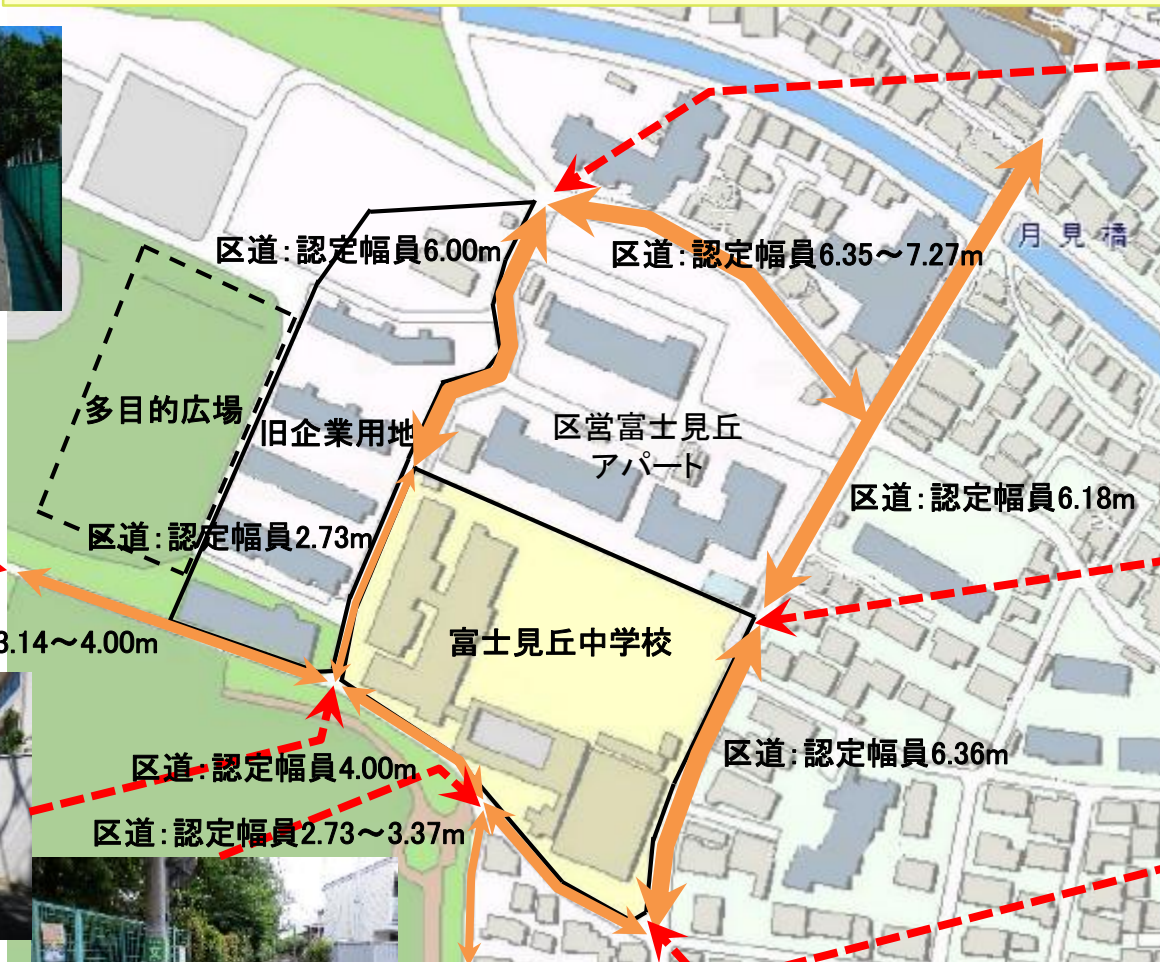 区道：認定幅員6.00m
区道：認定幅員6.35～7.27m
月見橋
多目的広場
旧企業用地
区営富士見丘
アパート
区道：認定幅員6.18m
区道：認定幅員2.73m
3.14～4.00m
富士見丘中学校
区道：認定幅員6.36m
区道：認定幅員4.00m
区道：認定幅員2.73～3.37m